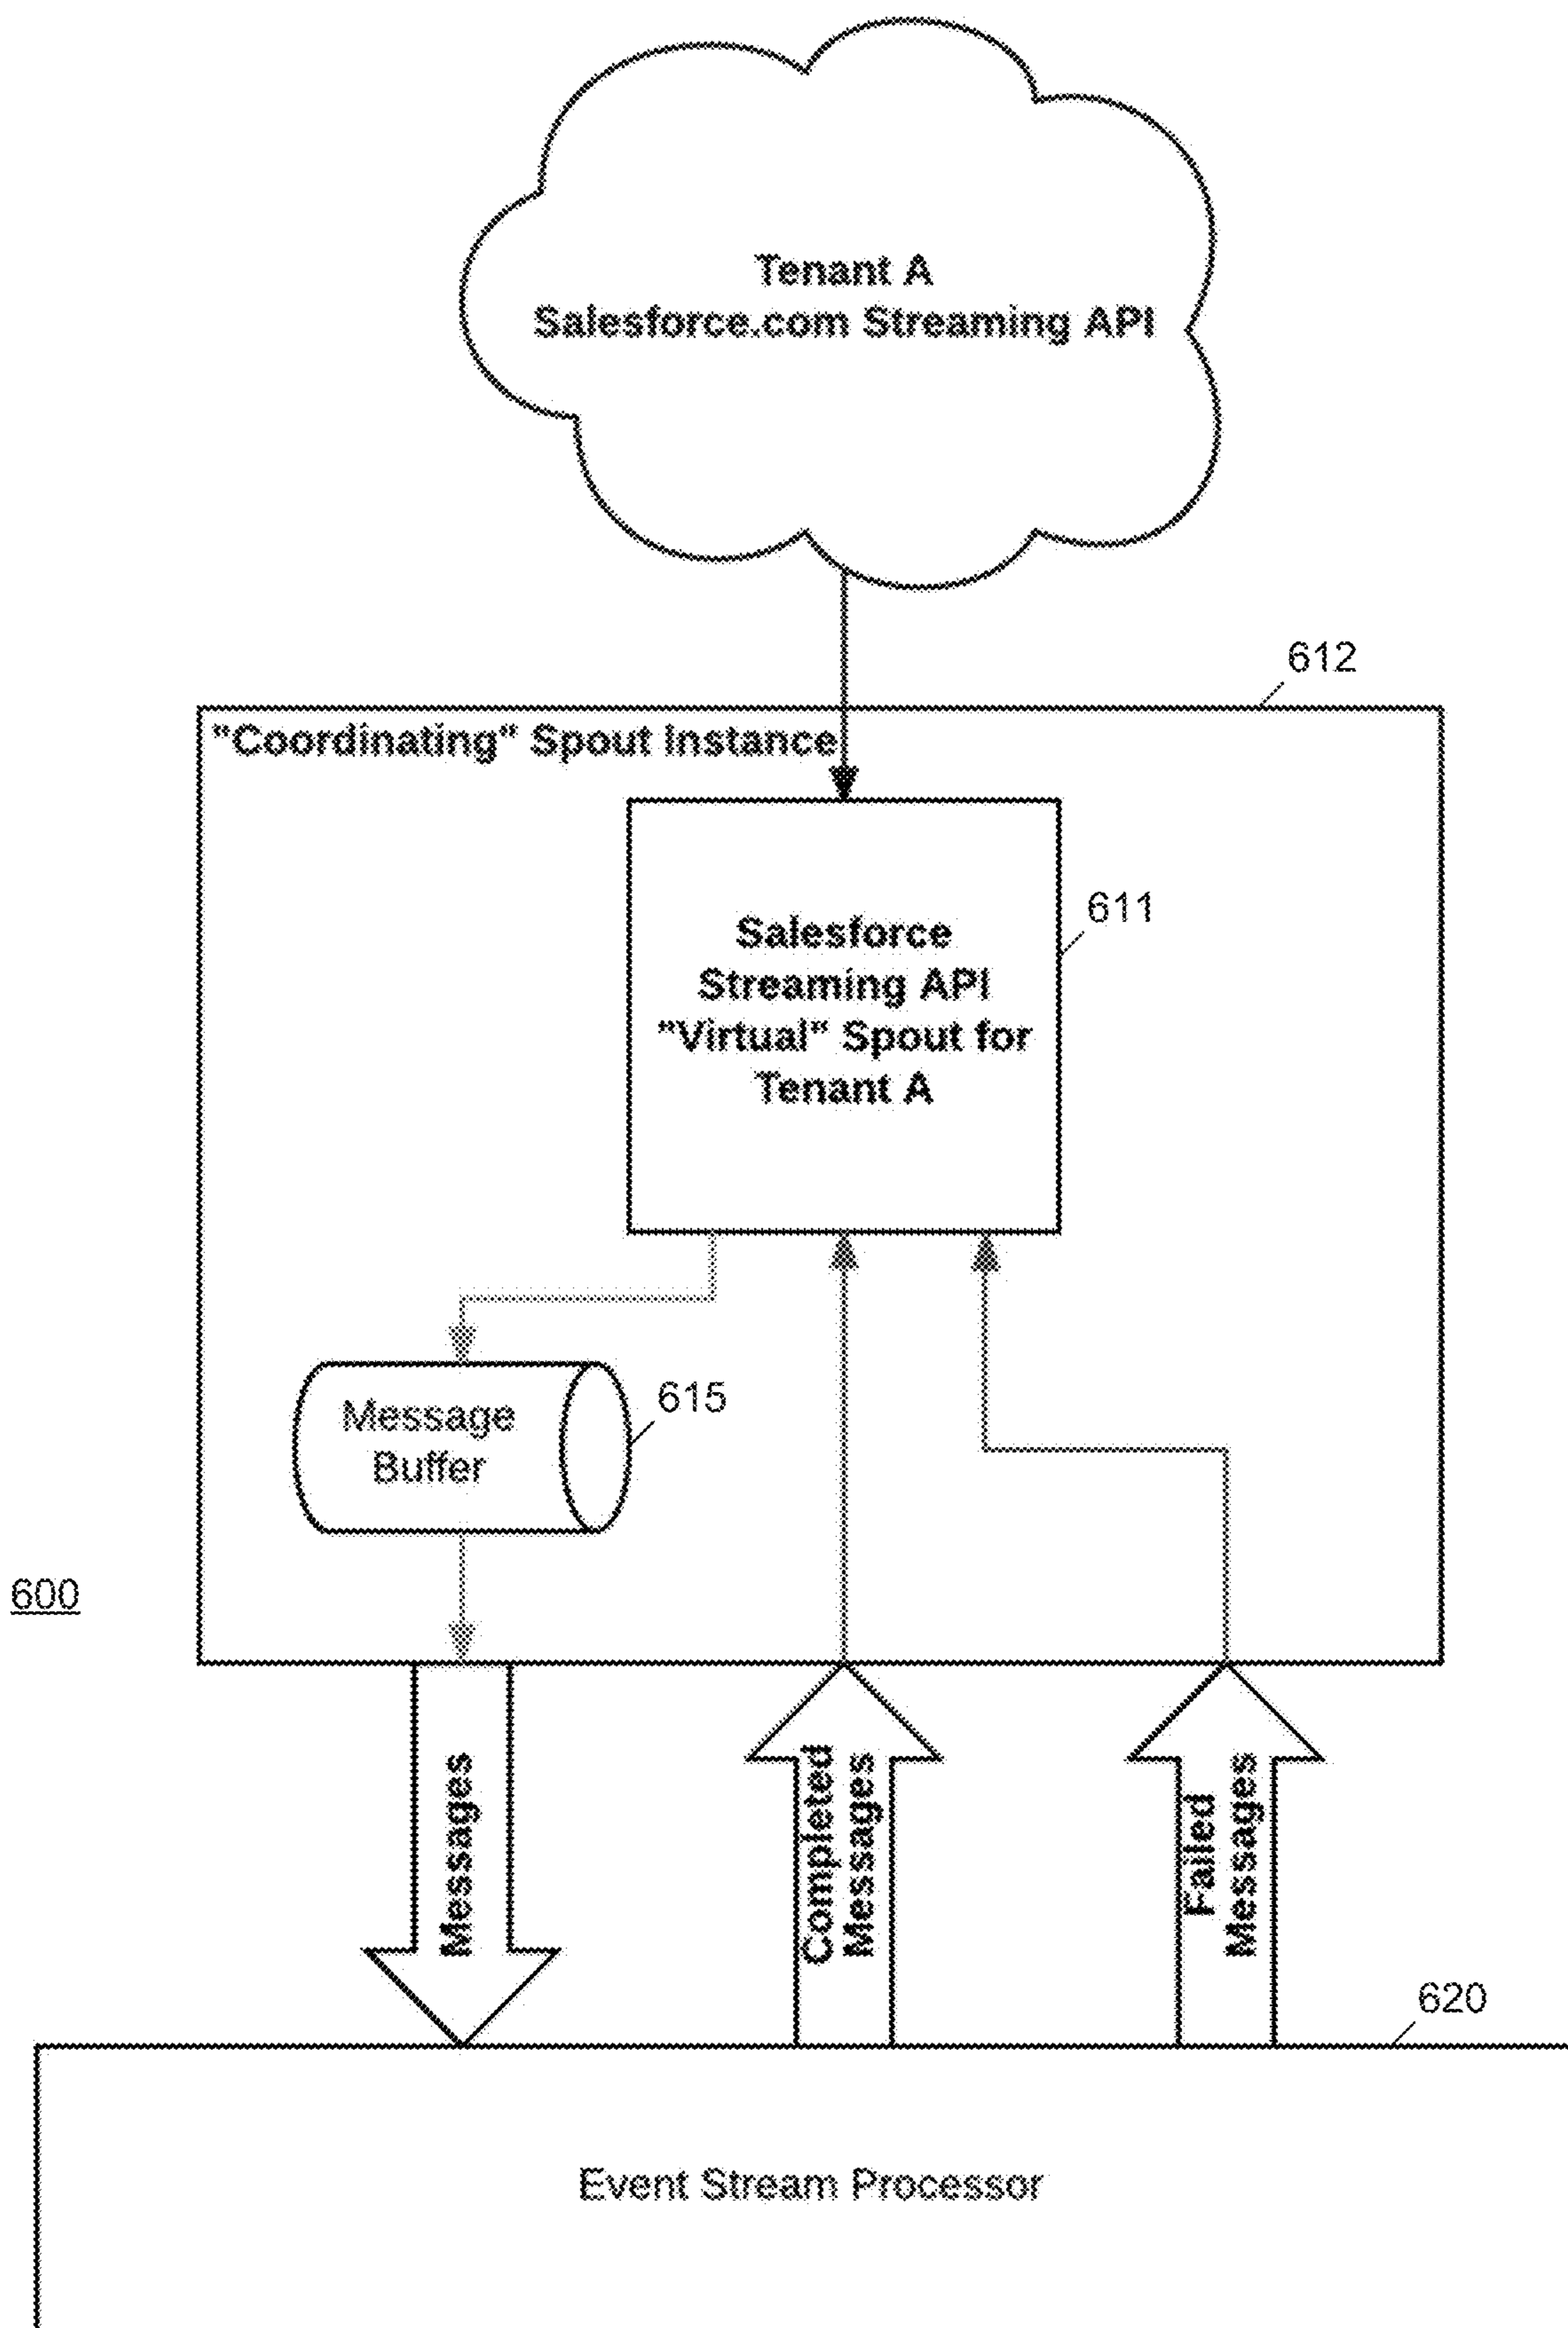 Tenant A
Salesforce.com Streaming API
612
"Coordinating" Spout Instance
611
Salesforce
Streaming API
"Virtual" Spout for
Tenant A
615
Message
Buffer
600
Messages
Completed
Messages
Failed
Messages
620
Event Stream Processor